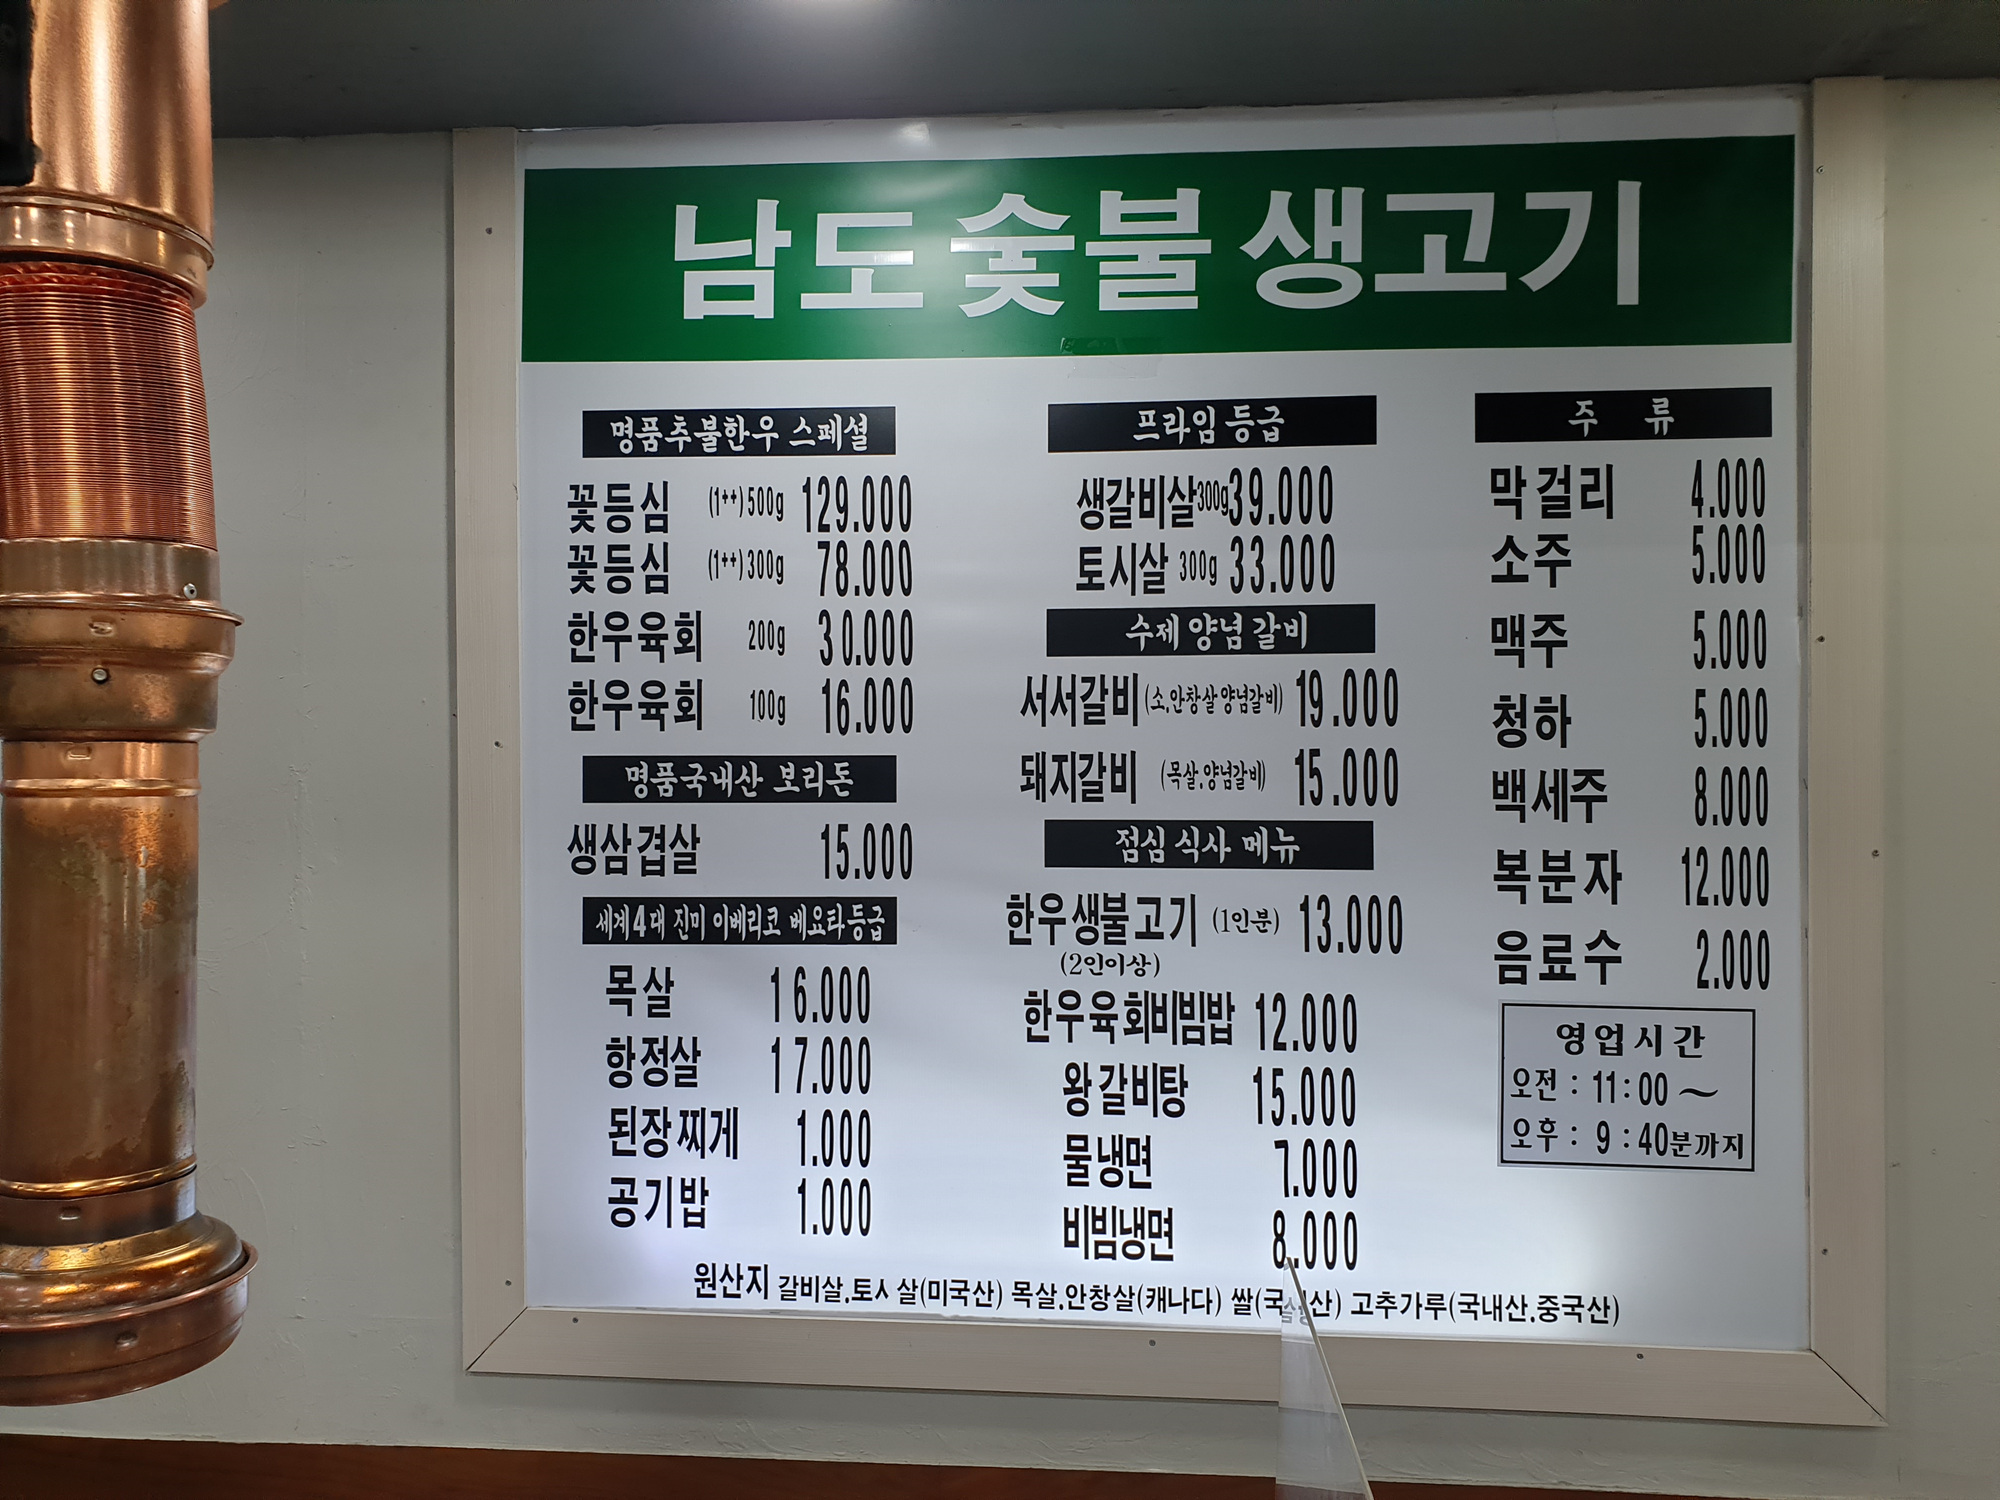 남도 숯불 생고기
명품추불한우 스페셜
꽃등심 (1++)500g 129.000
꽃등심 (1++)300g 78.000
한우육회 200g 30.000
한우육회 100g 16.000
명품국내산 보리돈
생삼겹살 15.000
세계4대 진미 이베리코 베요타등급
목살 16.000
항정살 17.000
된장찌게 1.000
공기밥 1.000
프라임 등급
생갈비살300g39.000
토시살 300g 33.000
수제 양념 갈비
서서갈비(소,안창살양념갈비) 19.000
돼지갈비 (목살,양념갈비) 15.000
점심 식사 메뉴
한우생불고기 (1인분) 13.000
(2인이상)
한우육회비빔밥 12.000
왕갈비탕 15.000
물냉면 7.000
비빔냉면 8.000
주 류
막걸리 4.000
소주 5.000
맥주 5.000
청하 5.000
백세주 8.000
복분자 12.000
음료수 2.000
영업시간
오전 : 11:00 ~
오후 : 9 :40분까지
원산지 갈비살,토시살(미국산) 목살,안창살(캐나다) 고추가루(국내산,중국산)